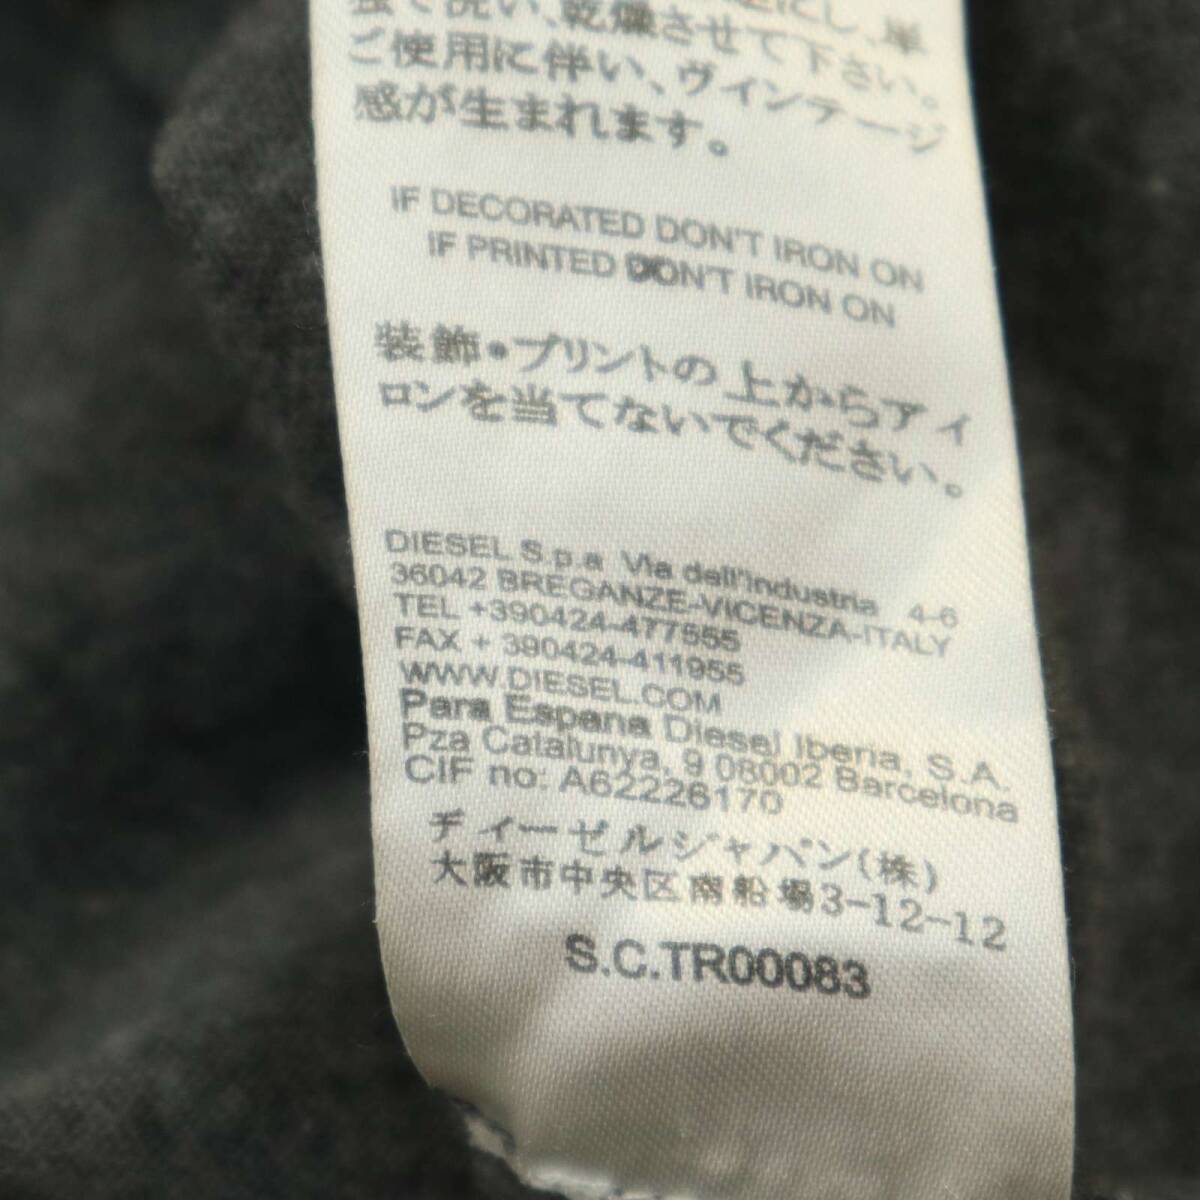 にし、単
で洗い、乾燥させて下さい。
ご使用に伴い、ヴィンテージ
感が生まれます。
IF DECORATED DON'T IRON ON
IF PRINTED DON'T IRON ON
装飾・プリントの上からアイ
ロンを当てないでください。
DIESEL S.p.a Via dell'industria 4-6
36042 BREGANZE-VICENZA-ITALY
TEL +390424-477555
FAX + 390424-411955
WWW.DIESEL.COM
Para Espana Diesel Iberia, S.A.
Pza Catalunya, 9 08002 Barcelona
CIF no: A62226170
ディーゼルジャパン(株)
大阪市中央区南船場3-12-12
S.C.TR00083